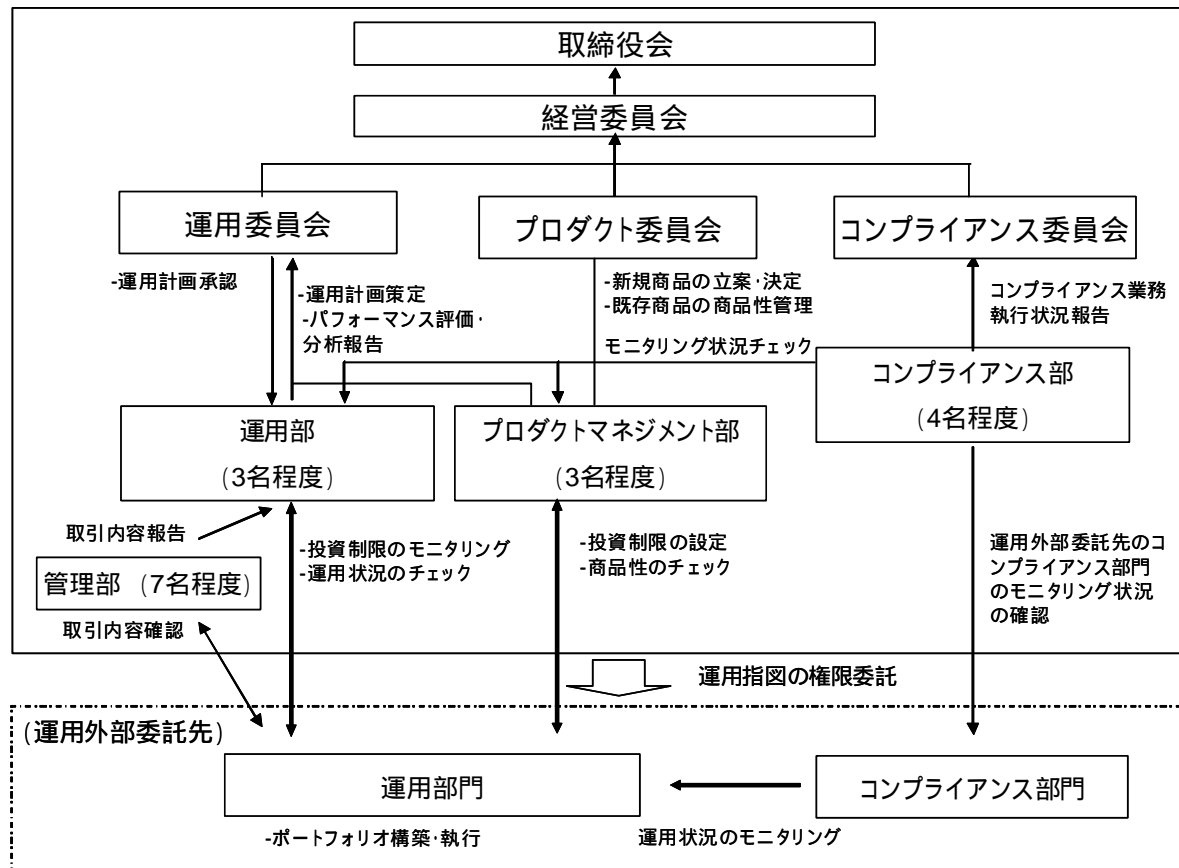 取締役会
経営委員会
運用委員会
プロダクト委員会
コンプライアンス委員会
-運用計画承認
-運用計画策定
-パフォーマンス評価・
分析報告
-新規商品の立案・決定
-既存商品の商品性管理
コンプライアンス業務
執行状況報告
モニタリング状況チェック
運用部
(3名程度)
プロダクトマネジメント部
(3名程度)
コンプライアンス部
(4名程度)
取引内容報告
管理部 (7名程度)
取引内容確認
-投資制限のモニタリング
-運用状況のチェック
-投資制限の設定
-商品性のチェック
運用外部委託先のコ
ンプライアンス部門
のモニタリング状況
の確認
運用指図の権限委託
(運用外部委託先)
運用部門
コンプライアンス部門
-ポートフォリオ構築・執行
運用状況のモニタリング